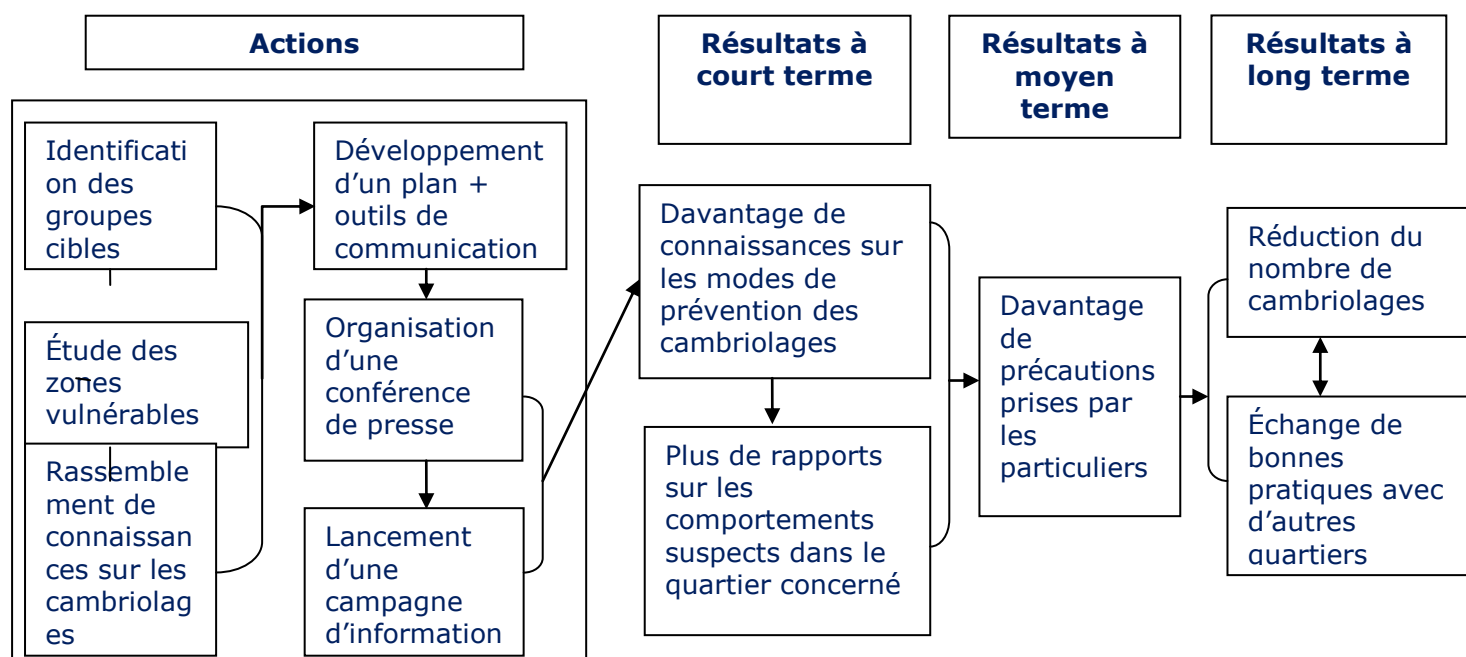 Actions
Résultats à
court terme
Résultats à
moyen
terme
Résultats à
long terme
Identificati
on des
groupes
cibles
Étude des
zones
vulnérables
Rassemble
ment de
connaissan
ces sur les
cambriolag
es
Développement
d’un plan +
outils de
communication
Organisation
d’une
conférence
de presse
Lancement
d’une
campagne
d’information
Davantage de
connaissances sur
les modes de
prévention des
cambriolages
Plus de rapports
sur les
comportements
suspects dans le
quartier concerné
Davantage
de
précautions
prises par
les
particuliers
Réduction du
nombre de
cambriolages
Échange de
bonnes
pratiques avec
d’autres
quartiers